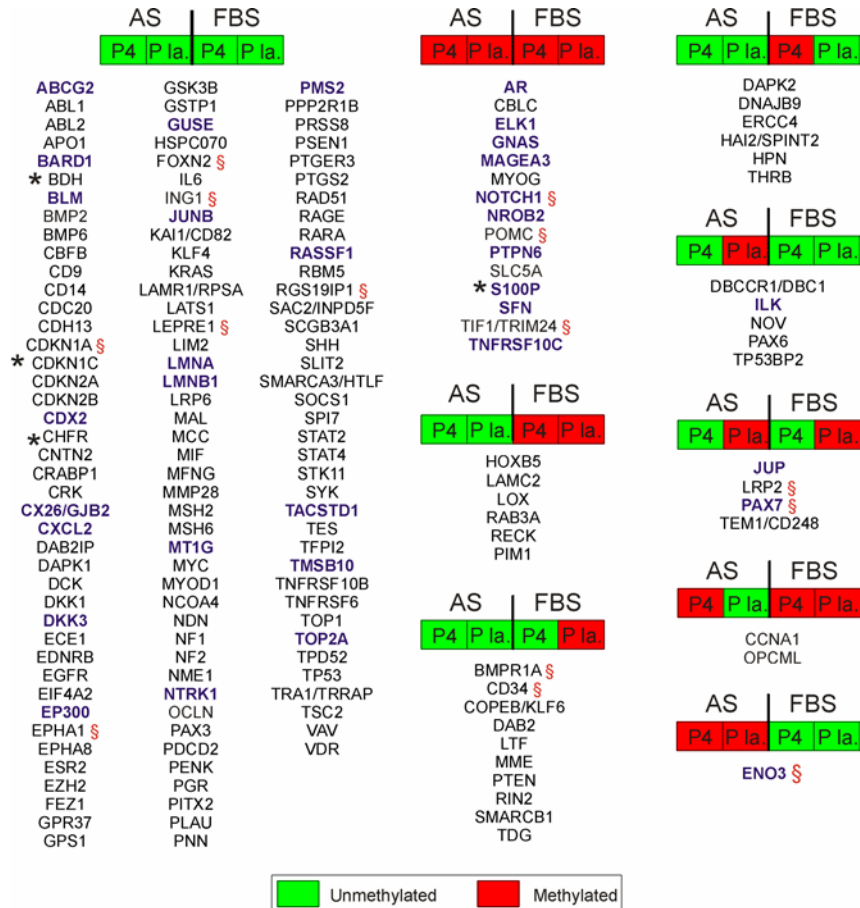 AS FBS
P4 P la. P4 P la.
ABCG2
ABL1
ABL2
APO1
BARD1
* BDH
BLM
BMP2
BMP6
CBFB
CD9
CD14
CDC20
CDH13
CDKN1A §
* CDKN1C
CDKN2A
CDKN2B
CDX2
* CHFR
CNTN2
CRABP1
CRK
CX26/GJB2
CXCL2
DAB2IP
DAPK1
DCK
DKK1
DKK3
ECE1
EDNRB
EGFR
EIF4A2
EP300
EPHA1 §
EPHA8
ESR2
EZH2
FEZ1
GPR37
GPS1
GSK3B
GSTP1
GUSE
HSPC070
FOXN2 §
IL6
ING1 §
JUNB
KAI1/CD82
KLF4
KRAS
LAMR1/RPSA
LATS1
LEPRE1 §
LIM2
LMNA
LMNB1
LRP6
MAL
MCC
MIF
MFNG
MMP28
MSH2
MSH6
MT1G
MYC
MYOD1
NCOA4
NDN
NF1
NF2
NME1
NTRK1
OCLN
PAX3
PDCD2
PENK
PGR
PITX2
PLAU
PNN
PMS2
PPP2R1B
PRSS8
PSEN1
PTGER3
PTGS2
RAD51
RAGE
RARA
RASSF1
RBM5
RGS19IP1 §
SAC2/INPD5F
SCGB3A1
SHH
SLIT2
SMARCA3/HTLF
SOCS1
SPI7
STAT2
STAT4
STK11
SYK
TACSTD1
TES
TFPI2
TMSB10
TNFRSF10B
TNFRSF6
TOP1
TOP2A
TPD52
TP53
TRA1/TRRAP
TSC2
VAV
VDR
AS FBS
P4 P la. P4 P la.
AR
CBLC
ELK1
GNAS
MAGEA3
MYOG
NOTCH1 §
NROB2
POMC §
PTPN6
SLC5A
* S100P
SFN
TIF1/TRIM24 §
TNFRSF10C
AS FBS
P4 P la. P4 P la.
HOXB5
LAMC2
LOX
RAB3A
RECK
PIM1
AS FBS
P4 P la. P4 P la.
BMPR1A §
CD34 §
COPEB/KLF6
DAB2
LTF
MME
PTEN
RIN2
SMARCB1
TDG
AS FBS
P4 P la. P4 P la.
DAPK2
DNAJB9
ERCC4
HAI2/SPINT2
HPN
THRB
AS FBS
P4 P la. P4 P la.
DBCCR1/DBC1
ILK
NOV
PAX6
TP53BP2
AS FBS
P4 P la. P4 P la.
JUP
LRP2 §
PAX7 §
TEM1/CD248
AS FBS
P4 P la. P4 P la.
CCNA1
OPCML
AS FBS
P4 P la. P4 P la.
ENO3 §
Unmethylated Methylated